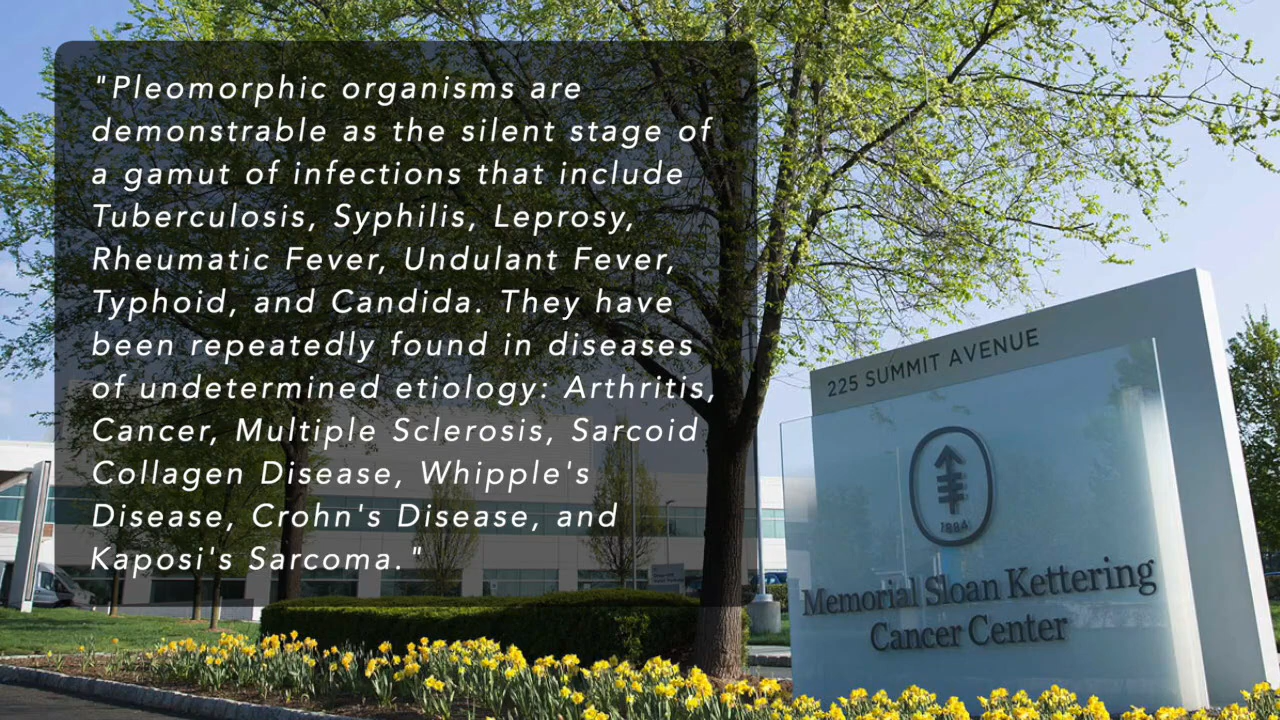 "Pleomorphic organisms are
demonstrable as the silent stage of
a gamut of infections that include
Tuberculosis, Syphilis, Leprosy,
Rheumatic Fever, Undulant Fever,
Typhoid, and Candida. They have
been repeatedly found in diseases
of undetermined etiology: Arthritis,
Cancer, Multiple Sclerosis, Sarcoid
Collagen Disease, Whipple's
Disease, Crohn's Disease, and
Kaposi's Sarcoma."
225 SUMMIT AVENUE
1884
Memorial Sloan Kettering
Cancer Center